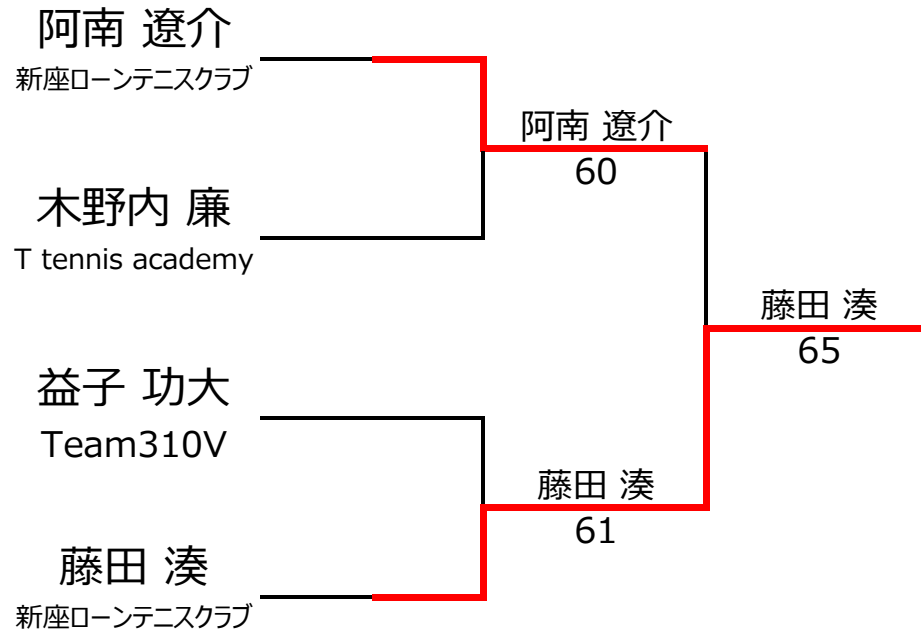 阿南 遼介
新座ローンテニスクラブ
阿南 遼介
60
木野内 廉
T tennis academy
藤田 湊
65
益子 功大
Team310V
藤田 湊
61
藤田 湊
新座ローンテニスクラブ